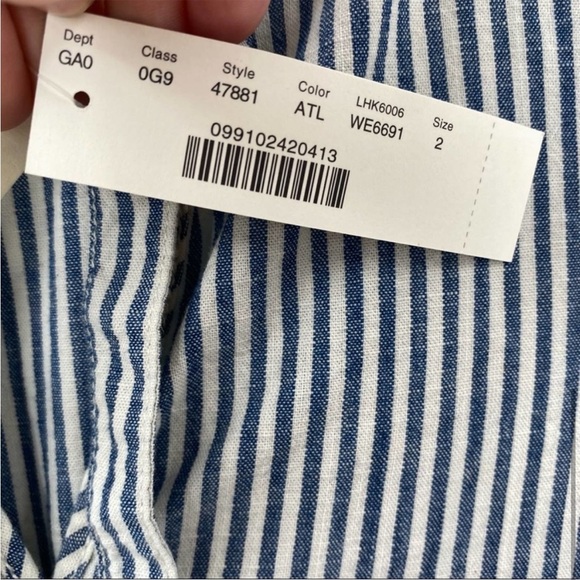 Dept Class Style Color LHK6006 Size
GA0 0G9 47881 ATL WE6691 2
099102420413